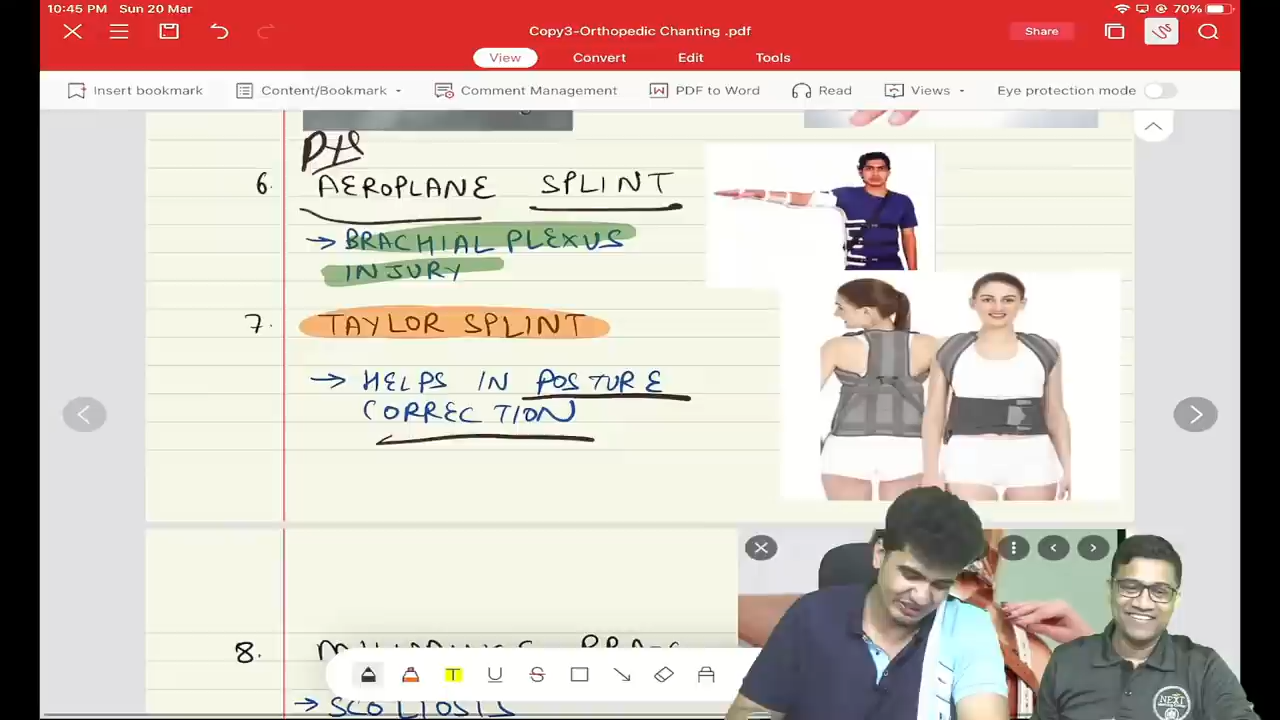 10:45 PM Sun 20 Mar 70%
Copy3-Orthopedic Chanting .pdf
Share
View Convert Edit Tools
Insert bookmark Content/Bookmark Comment Management PDF to Word Read Views Eye protection mode
6. AEROPLANE SPLINT
→ BRACHIAL PLEXUS
INJURY
7. TAYLOR SPLINT
→ HELPS IN POSTURE
CORRECTION
8.
→ SCOLIOSIS
T U S
NEXT